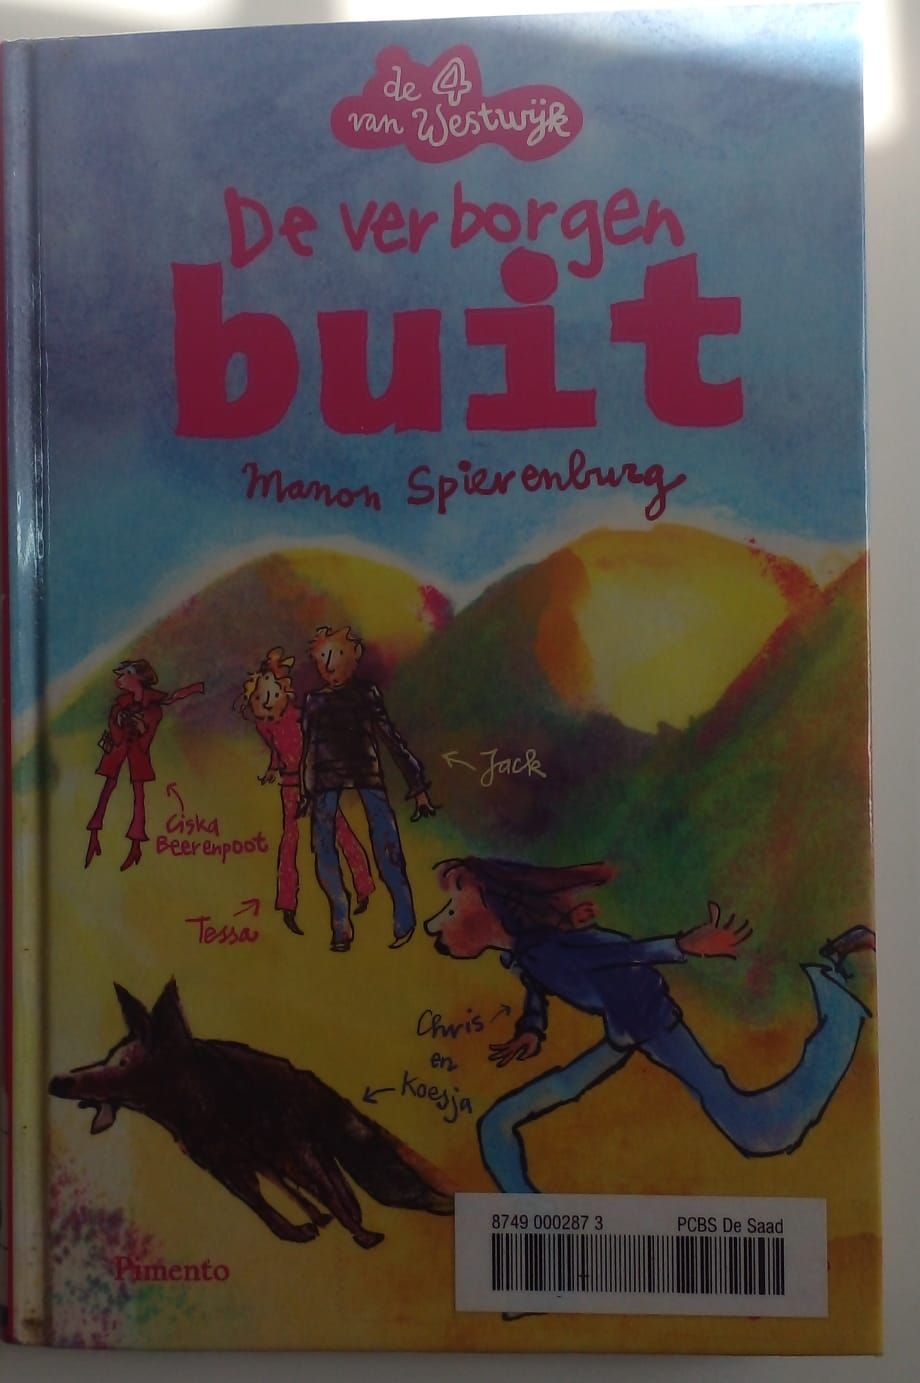 de 4
van Westwijk
De verborgen
buit
Manon Spierenburg
Jack
Ciska
Beerenpoot
Tessa
Chris
en
Koesja
8749 000287 3 PCBS De Saad
Pimento